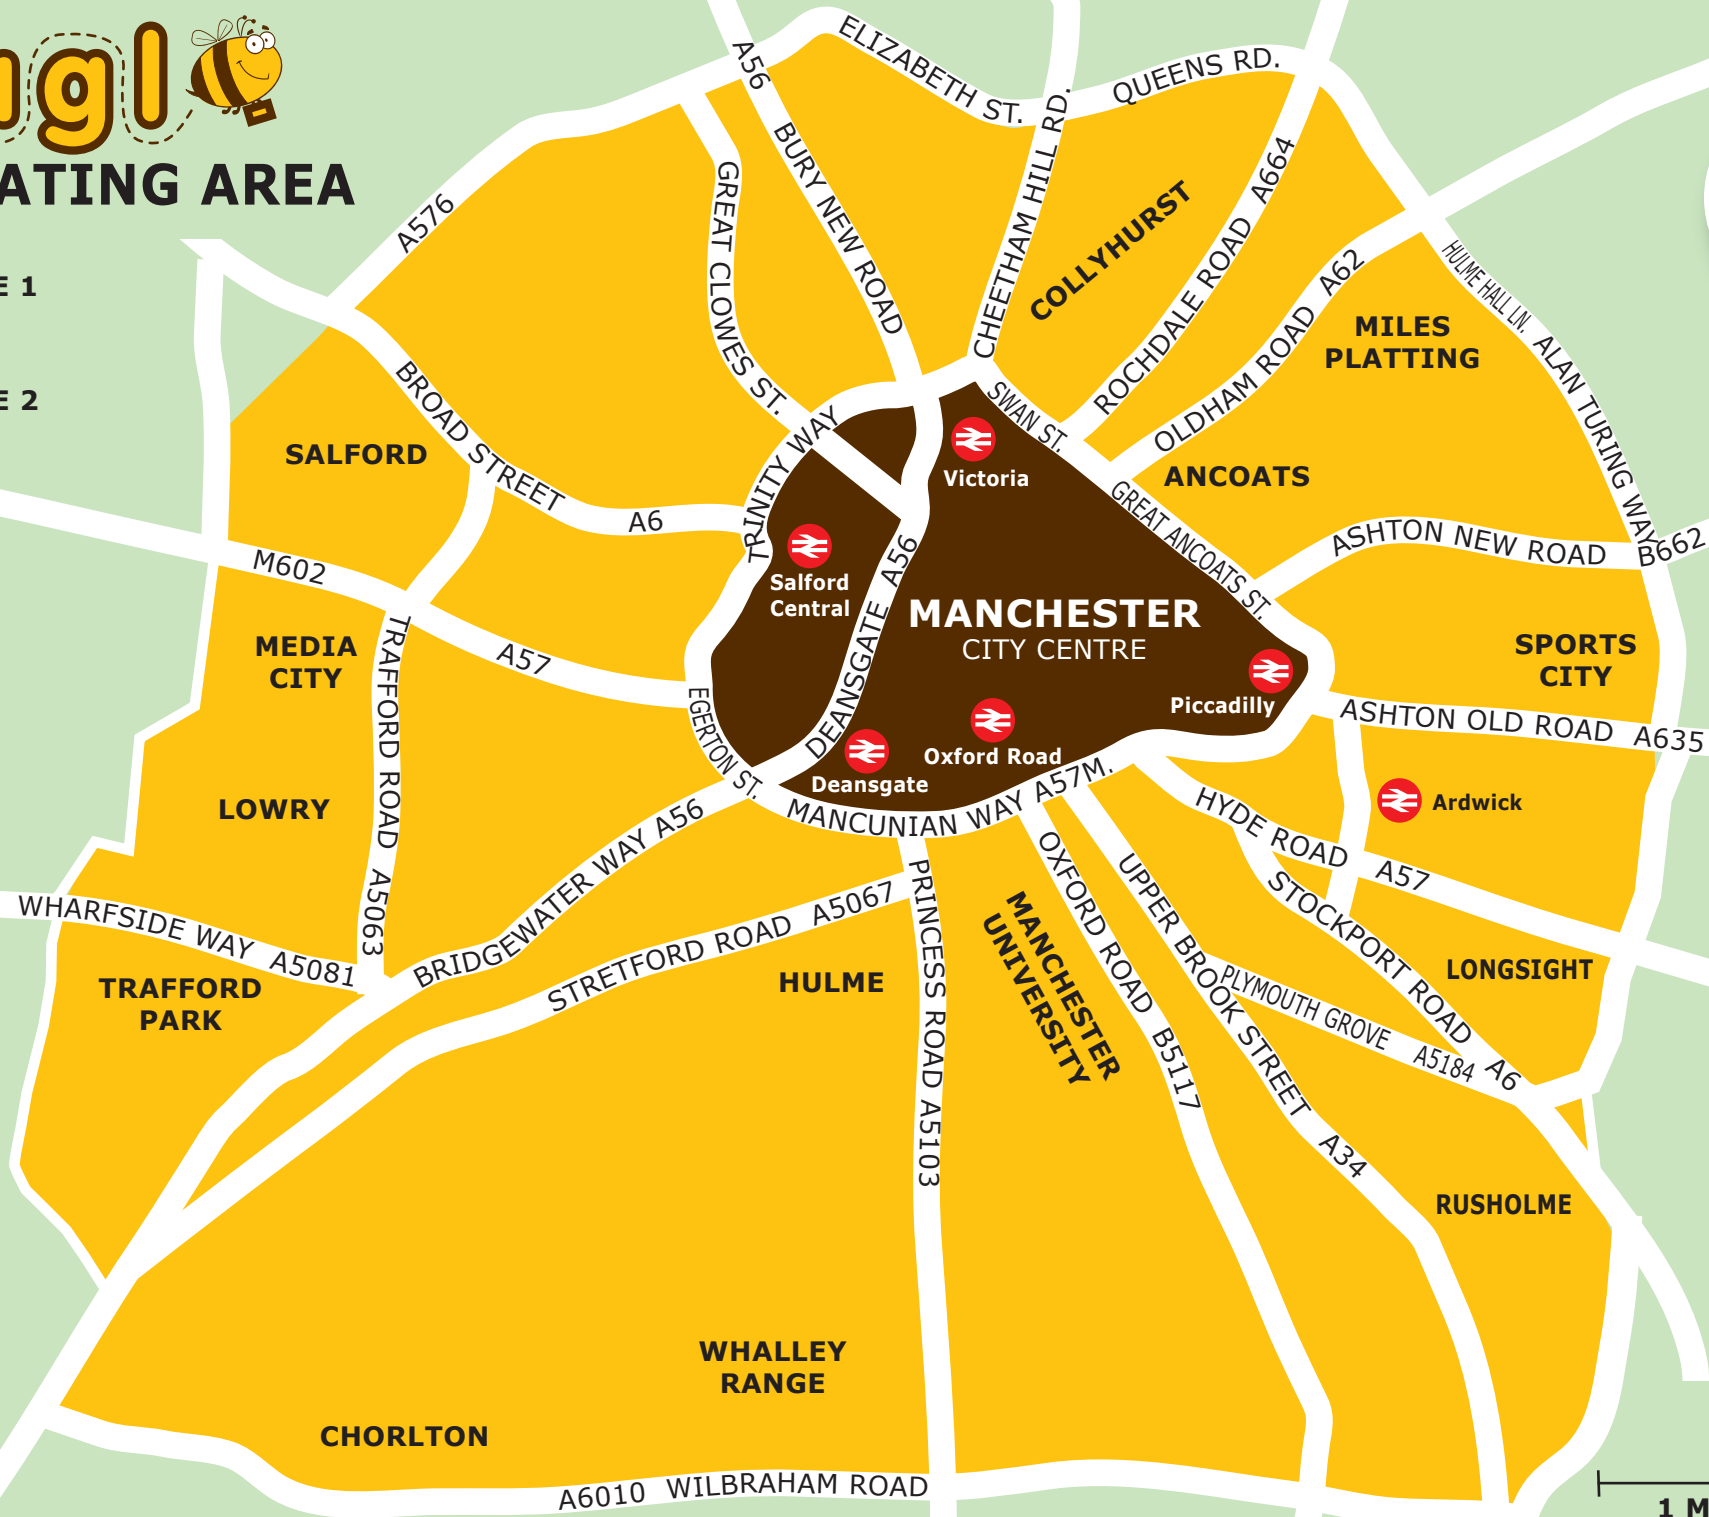 ngl
ATING AREA
E 1
E 2
A56
ELIZABETH ST.
QUEENS RD.
A576
GREAT CLOWES ST.
BURY NEW ROAD
CHEETHAM HILL RD.
COLLYHURST
ROCHDALE ROAD A664
OLDHAM ROAD A62
HULME HALL LN.
ALAN TURING WAY
MILES
PLATTING
BROAD STREET
A6
SALFORD
TRINITY WAY
SWAN ST.
Victoria
ANCOATS
GREAT ANCOATS ST.
ASHTON NEW ROAD
B662
M602
Salford
Central
DEANSGATE A56
MANCHESTER
CITY CENTRE
MEDIA
CITY
A57
TRAFFORD ROAD A5063
SPORTS
CITY
EGERTON ST.
Piccadilly
Oxford Road
Deansgate
ASHTON OLD ROAD A635
LOWRY
MANCUNIAN WAY A57M.
HYDE ROAD A57
Ardwick
BRIDGEWATER WAY A56
WHARFSIDE WAY A5081
STRETFORD ROAD A5067
PRINCESS ROAD A5103
OXFORD ROAD B5117
UPPER BROOK STREET A34
STOCKPORT ROAD A6
PLYMOUTH GROVE A5184
MANCHESTER
UNIVERSITY
LONGSIGHT
TRAFFORD
PARK
HULME
RUSHOLME
WHALLEY
RANGE
CHORLTON
A6010 WILBRAHAM ROAD
1 M